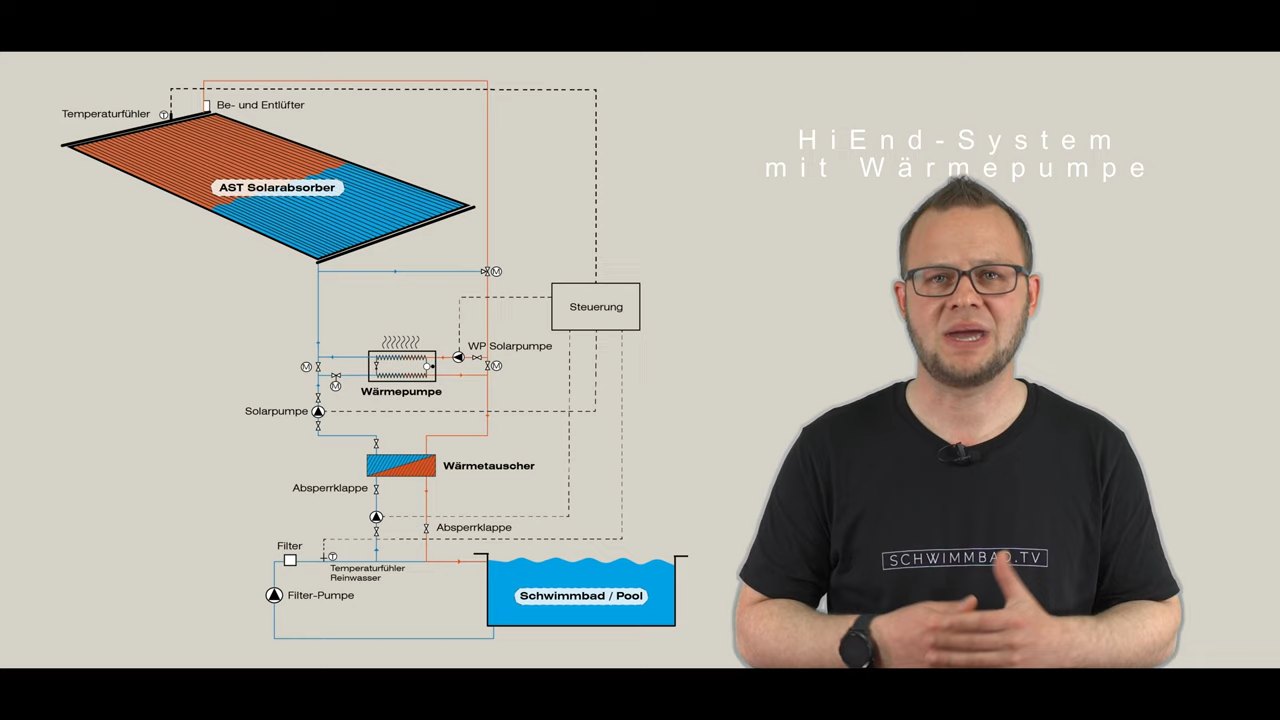 Be- und Entlüfter
Temperaturfühler
T
HiEnd-System
mit Wärmepumpe
AST Solarabsorber
M
Steuerung
WP Solarpumpe
M
M
M
Wärmepumpe
Solarpumpe
Wärmetauscher
Absperrklappe
Absperrklappe
Filter
T
Temperaturfühler
Reinwasser
Filter-Pumpe
Schwimmbad / Pool
SCHWIMMBAD.TV